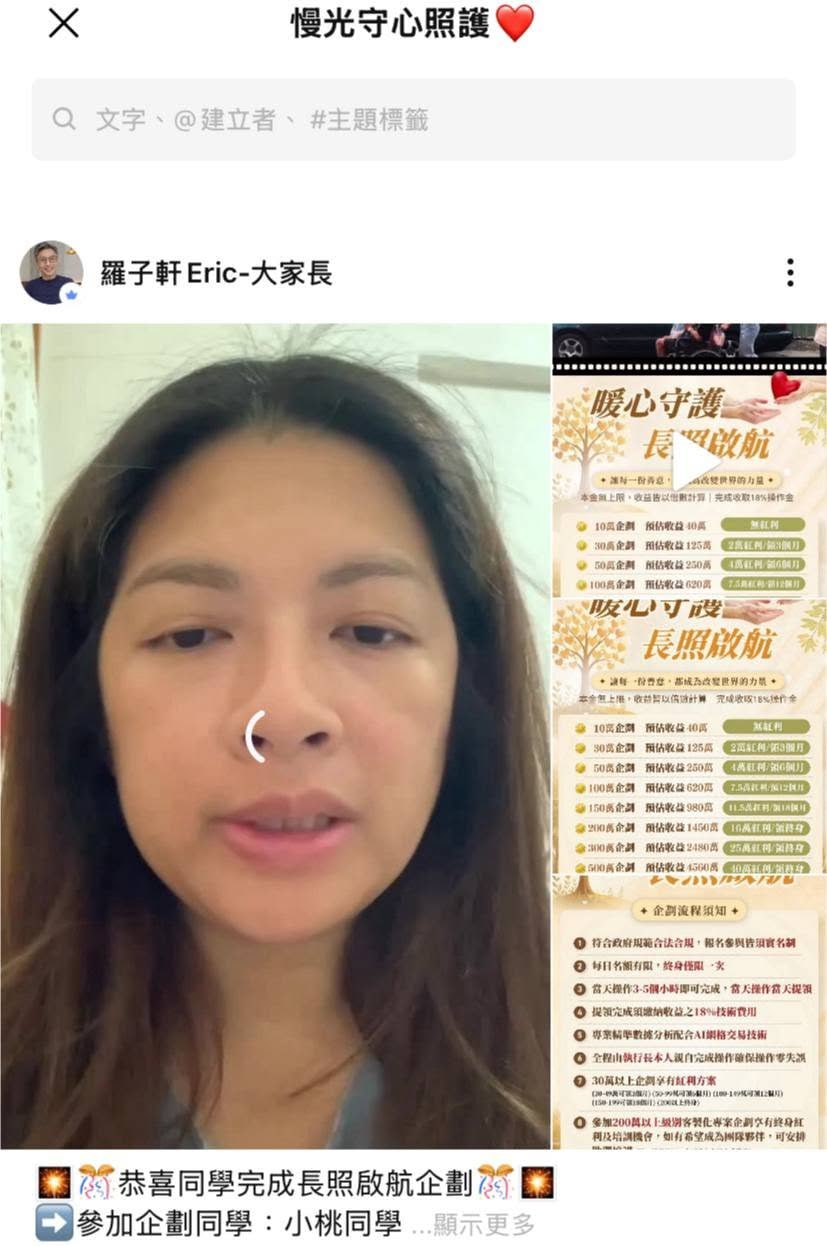 慢光守心照護❤️
文字、@建立者、 #主題標籤
羅子軒Eric-大家長
暖心守護
長照啟航
本金無上限，收益皆以倍數計算｜完成收取18%操作金
10萬企劃 預估收益40萬 無紅利
30萬企劃 預估收益125萬 2萬紅利/領3個月
50萬企劃 預估收益250萬 4萬紅利/領6個月
100萬企劃 預估收益620萬 7.5萬紅利/領12個月
暖心守護
長照啟航
✦ 讓每一份善意，都成為改變世界的力量 ✦
本金無上限，收益皆以倍數計算 完成收取18%操作金
10萬企劃 預估收益40萬 無紅利
30萬企劃 預估收益125萬 2萬紅利/領3個月
50萬企劃 預估收益250萬 4萬紅利/領6個月
100萬企劃 預估收益620萬 7.5萬紅利/領12個月
150萬企劃 預估收益980萬 11.5萬紅利/領18個月
200萬企劃 預估收益1450萬 16萬紅利/領終身
300萬企劃 預估收益2480萬 25萬紅利/領終身
500萬企劃 預估收益4560萬 40萬紅利/領終身
長照啟航
✦ 企劃流程須知 ✦
1 符合政府規範合法合規，報名參與皆須實名制
2 每日名額有限，終身僅限一次
3 當天操作3-5個小時即可完成，當天操作當天提領
4 提領完成須繳納收益之18%技術費用
5 專業精準數據分析配合AI網格交易技術
6 全程由執行長本人親自完成操作確保操作零失誤
7 30萬以上企劃享有紅利方案
8 參加200萬以上級別客製化專案企劃享有終身紅
利及培訓機會，如有希望成為團隊夥伴，可安排
💥🎊恭喜同學完成長照啟航企劃🎊💥
➡️參加企劃同學：小桃同學 ...顯示更多